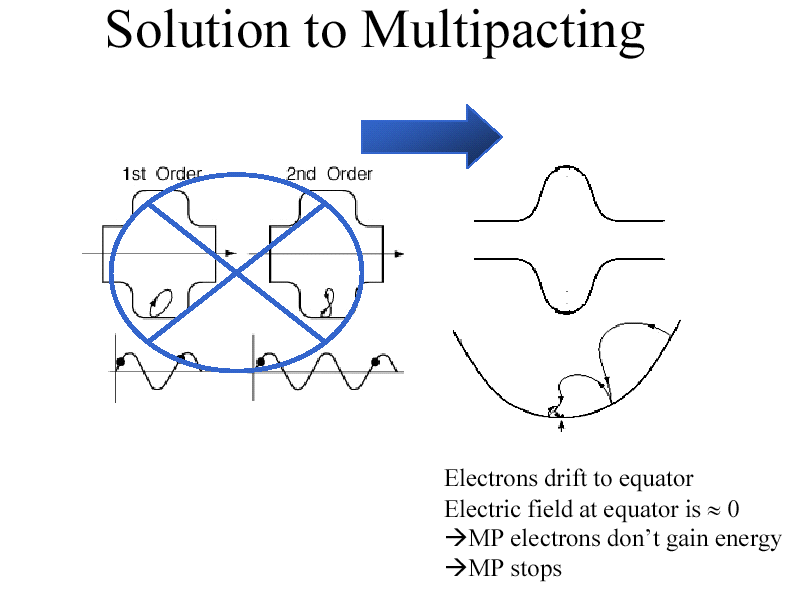 Solution to Multipacting
1st Order
2nd Order
Electrons drift to equator
Electric field at equator is ≈ 0
→MP electrons don't gain energy
→MP stops